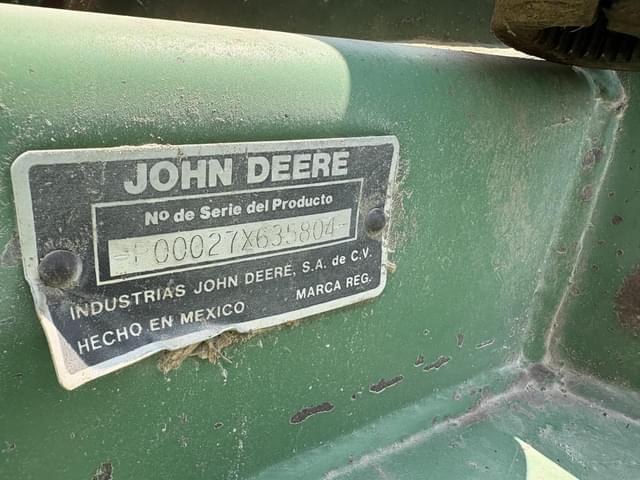 JOHN DEERE
No de Serie del Producto
P00027X635804
INDUSTRIAS JOHN DEERE, S.A. de C.V.
HECHO EN MEXICO MARCA REG.